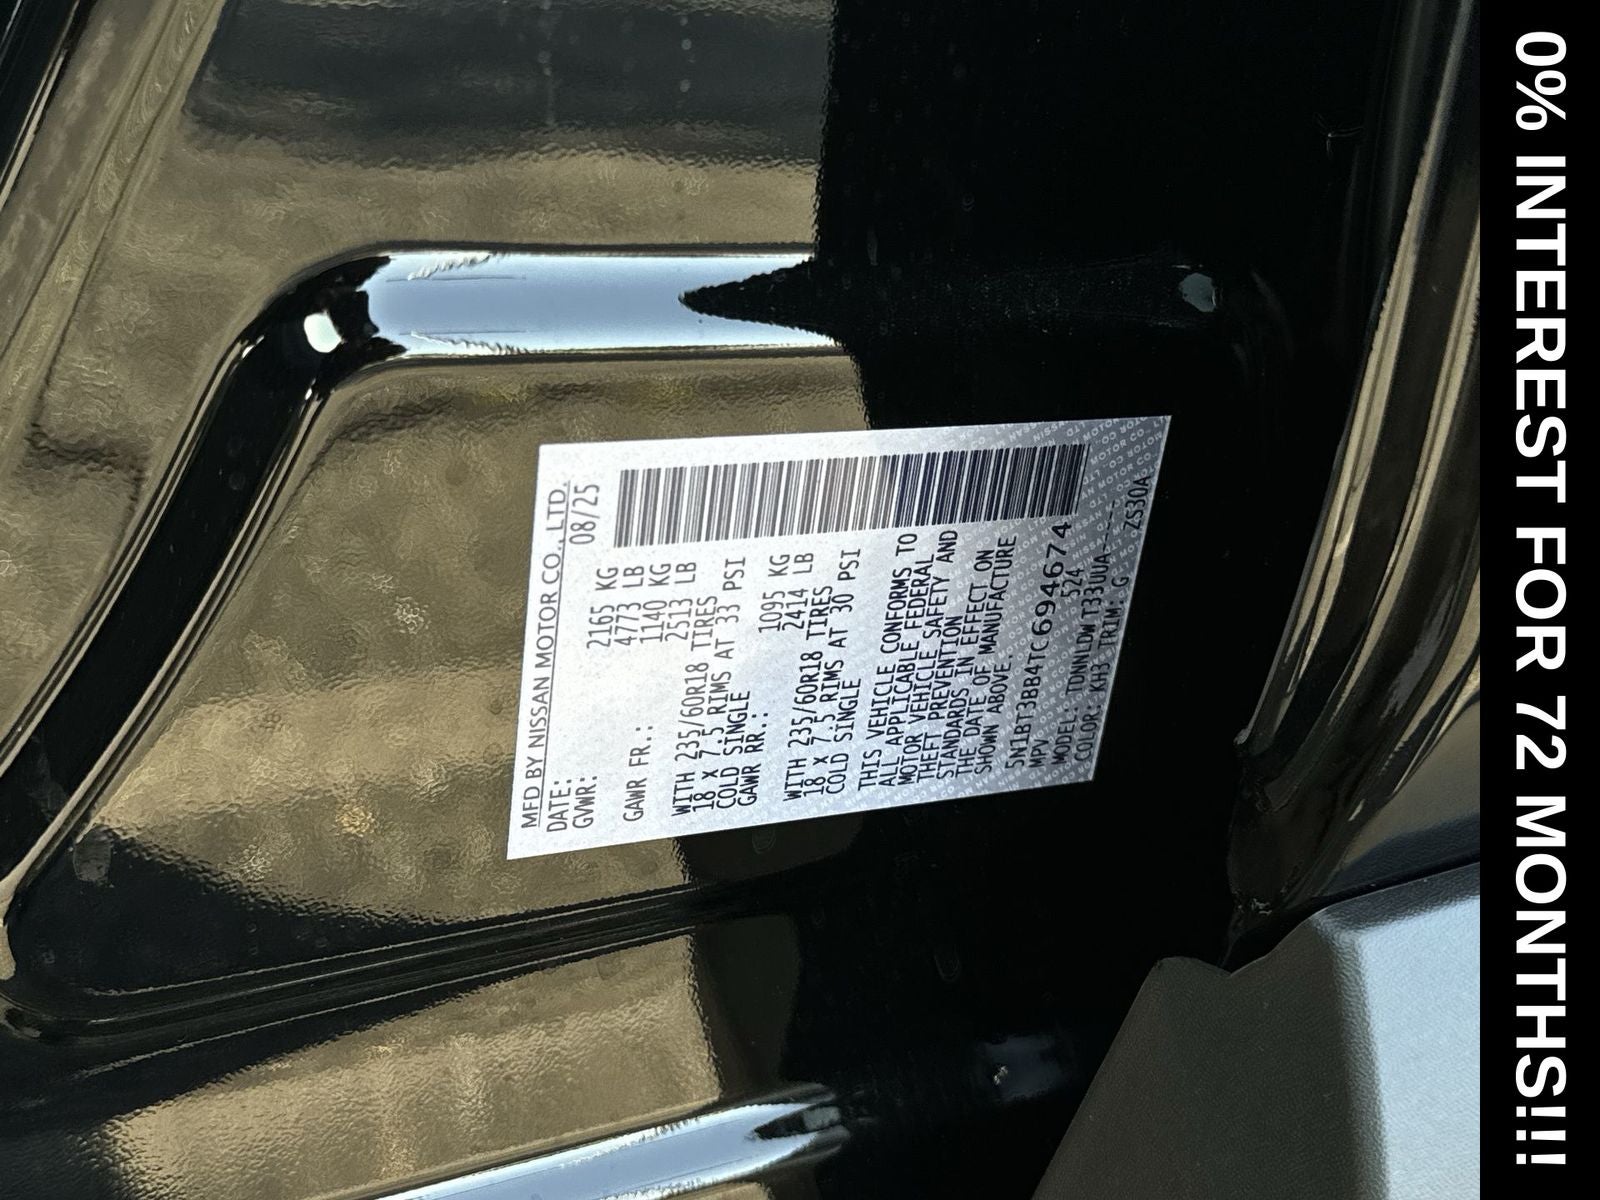 MFD BY NISSAN MOTOR CO., LTD.
DATE: 08/25
GVWR: 2165 KG
4773 LB
GAWR FR.: 1140 KG
2513 LB
WITH 235/60R18 TIRES
18 X 7.5 RIMS AT 33 PSI
COLD SINGLE
GAWR RR.: 1095 KG
2414 LB
WITH 235/60R18 TIRES
18 X 7.5 RIMS AT 30 PSI
COLD SINGLE
THIS VEHICLE CONFORMS TO
ALL APPLICABLE FEDERAL
MOTOR VEHICLE SAFETY AND
THEFT PREVENTION
STANDARDS IN EFFECT ON
THE DATE OF MANUFACTURE
SHOWN ABOVE.
5N1BT3BB4TC694674
MPV 524
MODEL: TUNNLDWT33UUA-----
COLOR: KH3 TRIM: G ZS30A
0% INTEREST FOR 72 MONTHS!!!